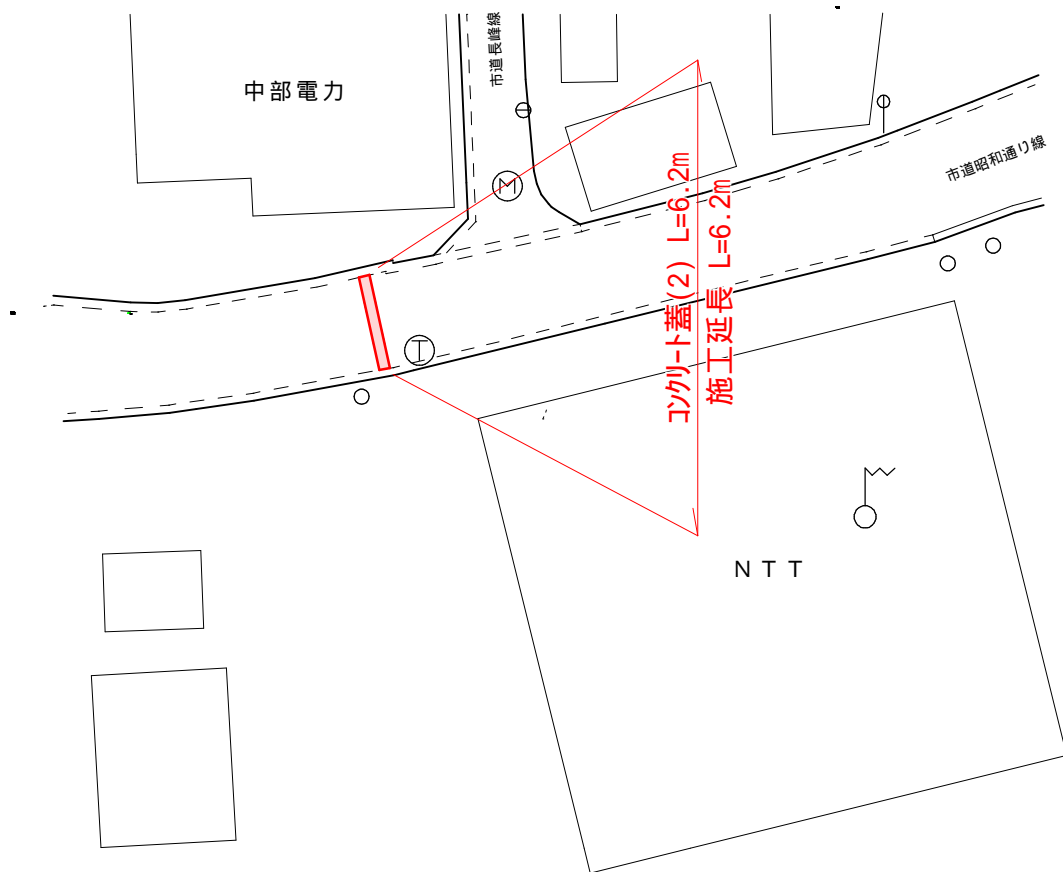 市道長峰線
中部電力
市道昭和通り線
M
コンクリート蓋(2) L=6.2m
施工延長 L=6.2m
T
NTT